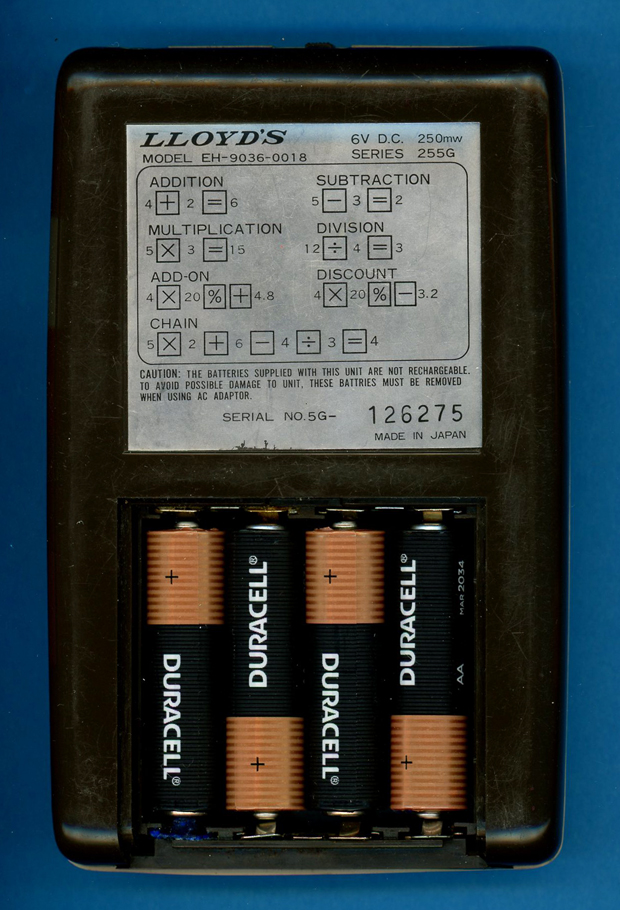 LLOYD'S 6V D.C. 250mw
MODEL EH-9036-0018 SERIES 255G
ADDITION SUBTRACTION
4 + 2 = 6 5 − 3 = 2
MULTIPLICATION DIVISION
5 × 3 = 15 12 ÷ 4 = 3
ADD-ON DISCOUNT
4 × 20 % + 4.8 4 × 20 % − 3.2
CHAIN
5 × 2 + 6 − 4 ÷ 3 = 4
CAUTION: THE BATTERIES SUPPLIED WITH THIS UNIT ARE NOT RECHARGEABLE.
TO AVOID POSSIBLE DAMAGE TO UNIT, THESE BATTRIES MUST BE REMOVED
WHEN USING AC ADAPTOR.
SERIAL NO.5G- 126275
MADE IN JAPAN
+ DURACELL®
DURACELL® +
+ DURACELL®
DURACELL® +
AA MAR 2034